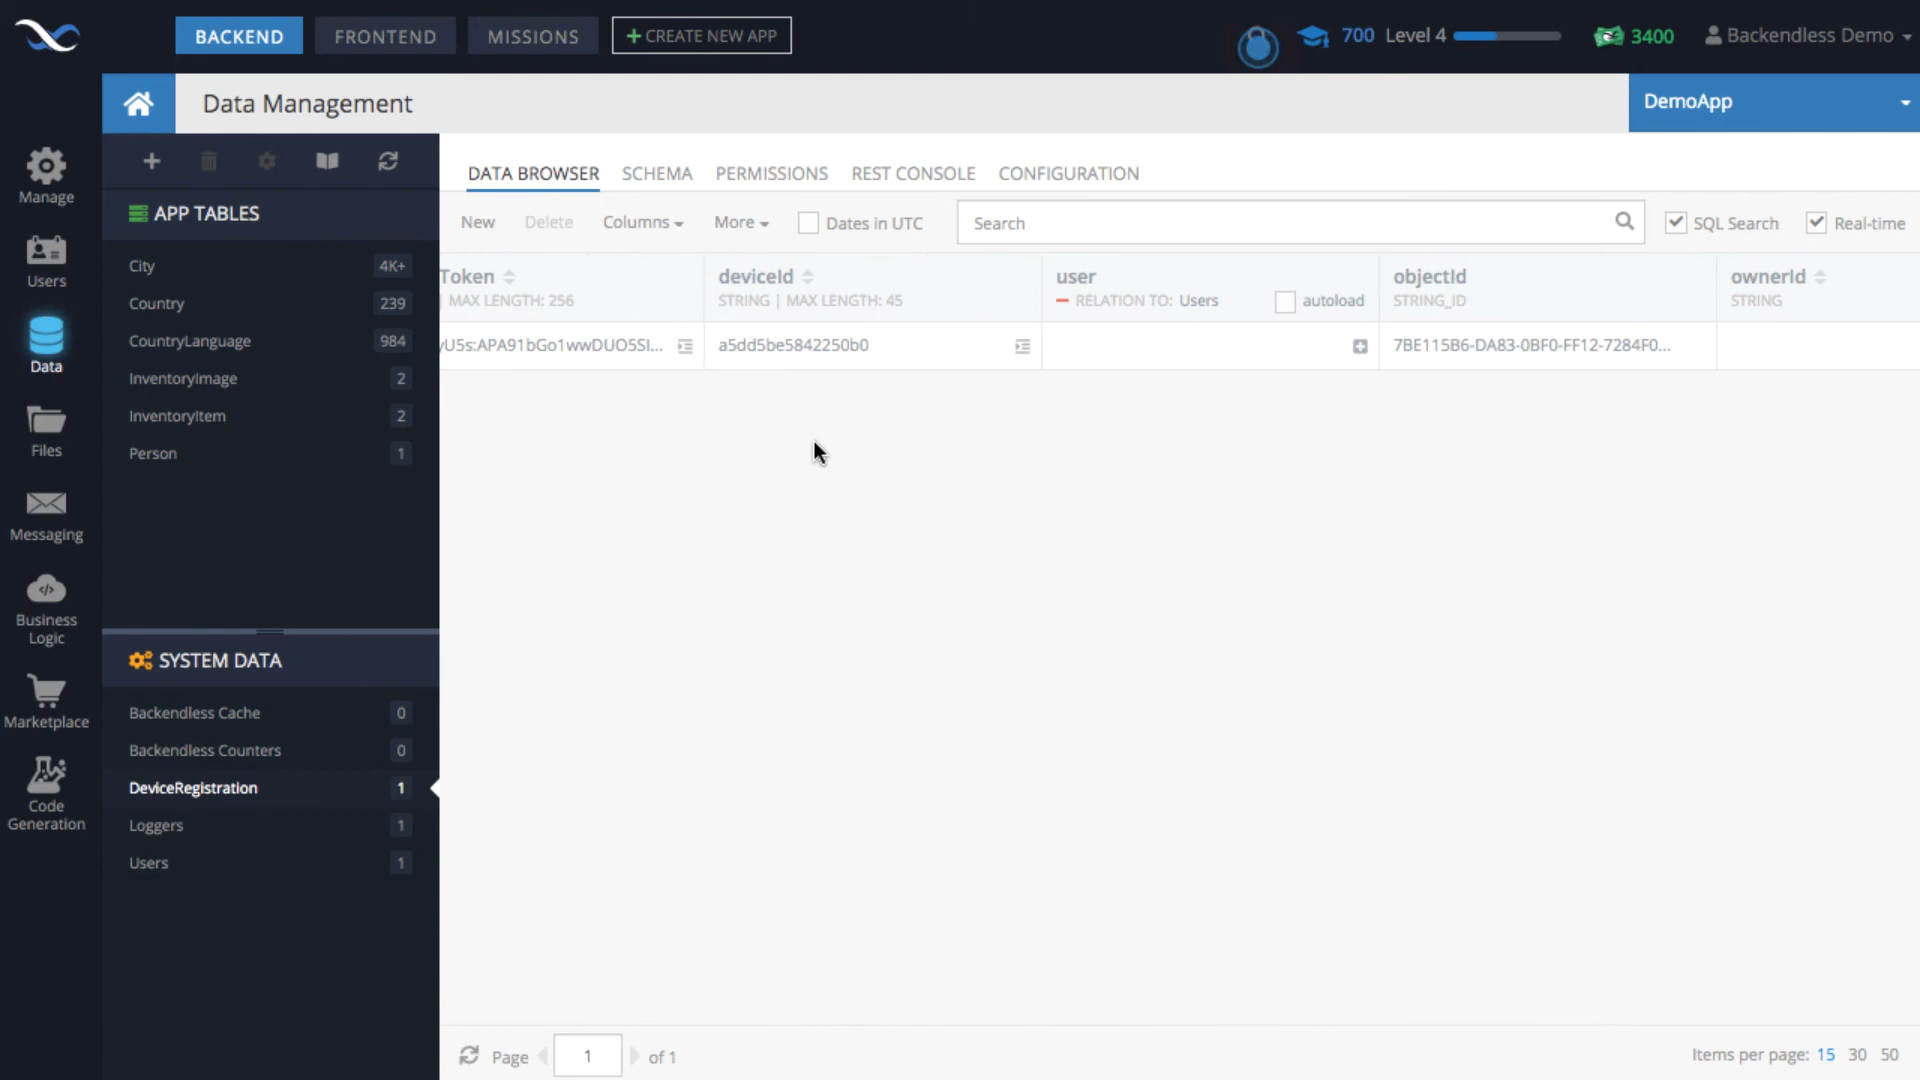 BACKEND FRONTEND MISSIONS + CREATE NEW APP 700 Level 4 3400 Backendless Demo
Data Management DemoApp
Manage
Users
Data
Files
Messaging
Business
Logic
Marketplace
Code
Generation
APP TABLES
City 4K+
Country 239
CountryLanguage 984
InventoryImage 2
InventoryItem 2
Person 1
SYSTEM DATA
Backendless Cache 0
Backendless Counters 0
DeviceRegistration 1
Loggers 1
Users 1
DATA BROWSER SCHEMA PERMISSIONS REST CONSOLE CONFIGURATION
New Delete Columns More Dates in UTC Search SQL Search Real-time
Token deviceId user objectId ownerId
| MAX LENGTH: 256 STRING | MAX LENGTH: 45 RELATION TO: Users autoload STRING_ID STRING
yU5s:APA91bGo1wwDUO5SI... a5dd5be5842250b0 7BE115B6-DA83-0BF0-FF12-7284F0...
Page 1 of 1 Items per page: 15 30 50